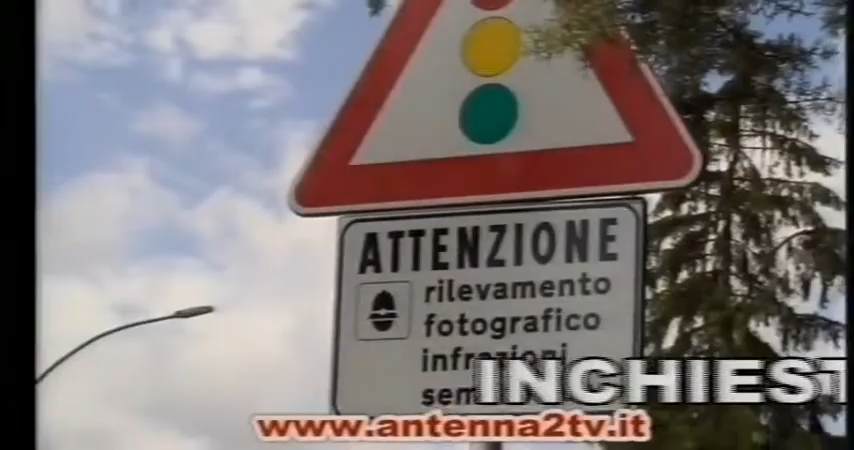 ATTENZIONE
rilevamento
fotografico
infrazioni
INCHIEST
www.antenna2tv.it